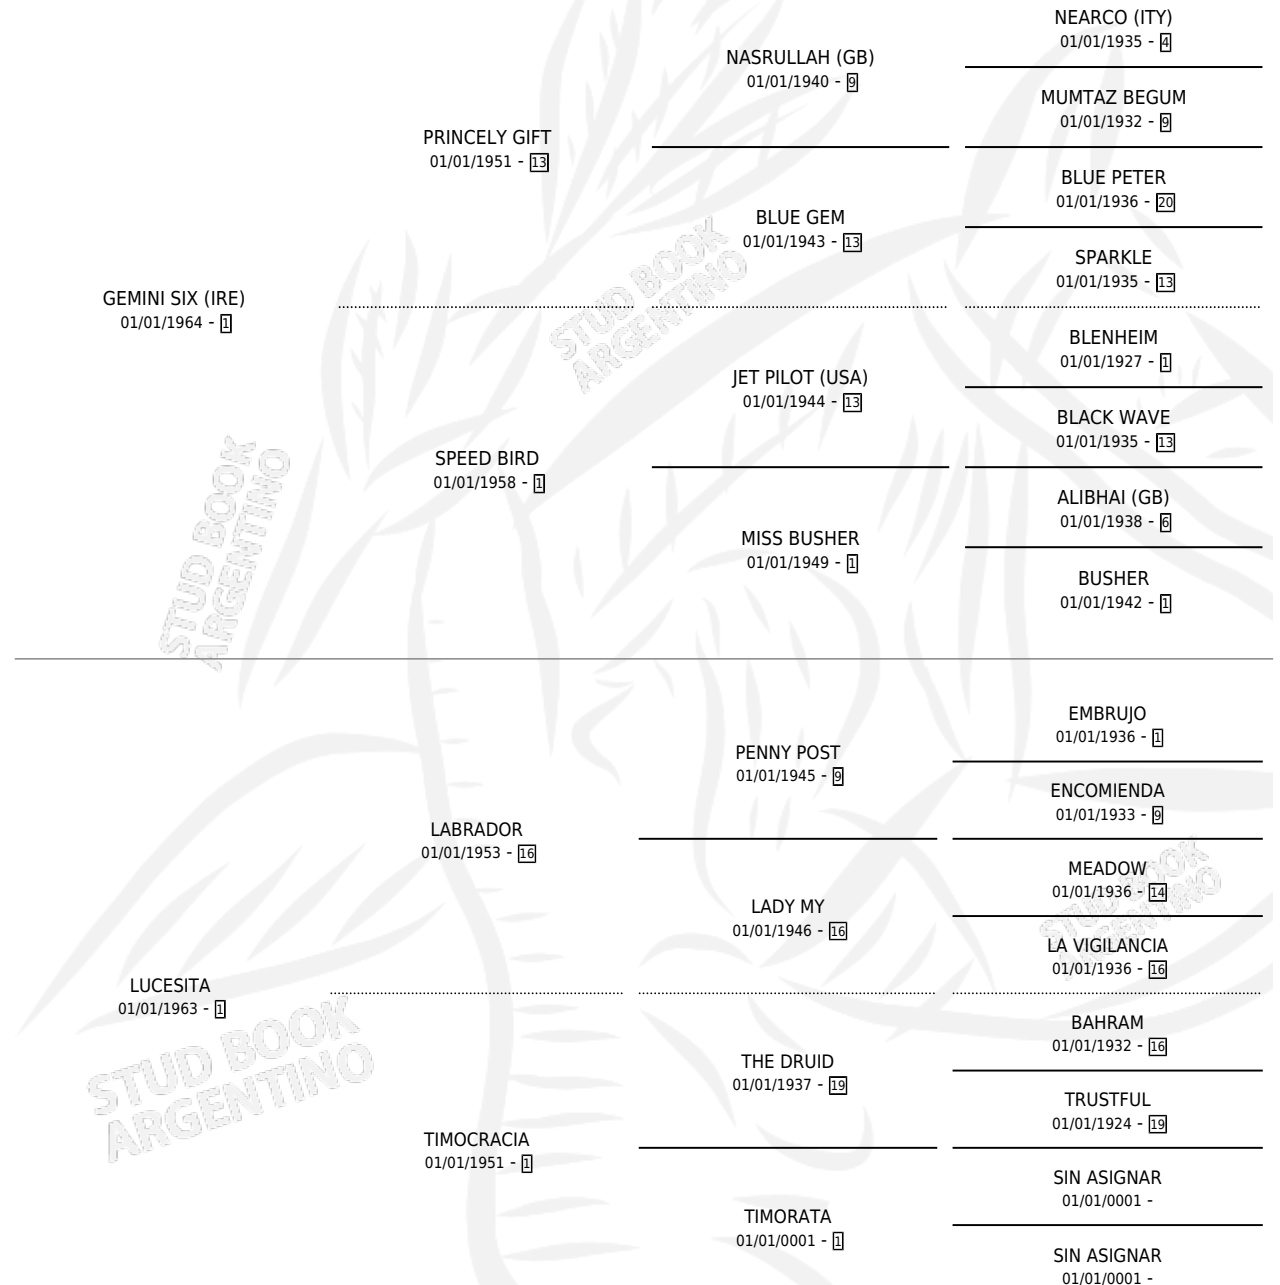 NEARCO (ITY)
01/01/1935 - 4
NASRULLAH (GB)
01/01/1940 - 9
MUMTAZ BEGUM
01/01/1932 - 9
PRINCELY GIFT
01/01/1951 - 13
BLUE PETER
01/01/1936 - 20
BLUE GEM
01/01/1943 - 13
SPARKLE
01/01/1935 - 13
GEMINI SIX (IRE)
01/01/1964 - 1
BLENHEIM
01/01/1927 - 1
JET PILOT (USA)
01/01/1944 - 13
BLACK WAVE
01/01/1935 - 13
SPEED BIRD
01/01/1958 - 1
ALIBHAI (GB)
01/01/1938 - 6
MISS BUSHER
01/01/1949 - 1
BUSHER
01/01/1942 - 1
EMBRUJO
01/01/1936 - 1
PENNY POST
01/01/1945 - 9
ENCOMIENDA
01/01/1933 - 9
LABRADOR
01/01/1953 - 16
MEADOW
01/01/1936 - 14
LADY MY
01/01/1946 - 16
LA VIGILANCIA
01/01/1936 - 16
LUCESITA
01/01/1963 - 1
BAHRAM
01/01/1932 - 16
THE DRUID
01/01/1937 - 19
TRUSTFUL
01/01/1924 - 19
TIMOCRACIA
01/01/1951 - 1
SIN ASIGNAR
01/01/0001 -
TIMORATA
01/01/0001 - 1
SIN ASIGNAR
01/01/0001 -
STUD BOOK
ARGENTINO
STUD BOOK
ARGENTINO
STUD BOOK
ARGENTINO
STUD BOOK
ARGENTINO